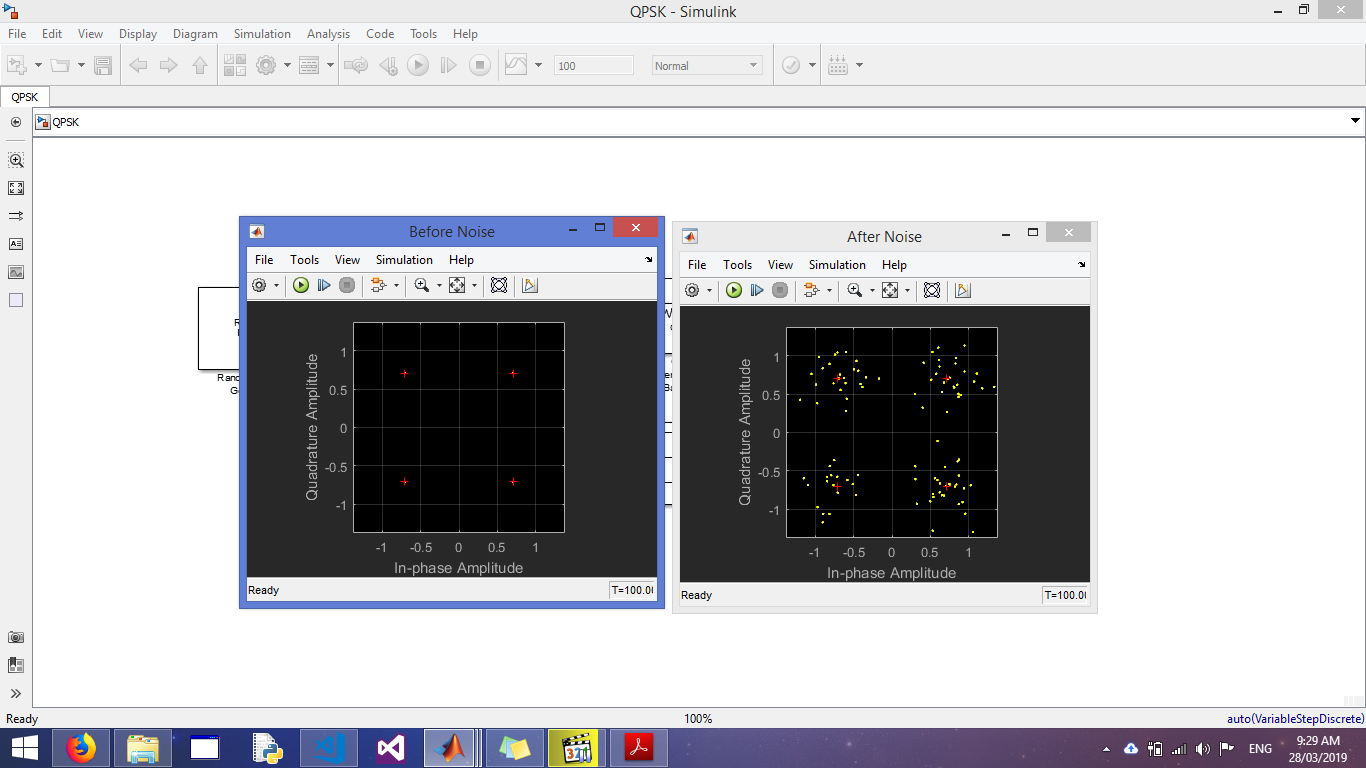 QPSK - Simulink
File Edit View Display Diagram Simulation Analysis Code Tools Help
100 Normal
QPSK
QPSK
Before Noise
File Tools View Simulation Help
Quadrature Amplitude
1
0.5
0
-0.5
-1
-1 -0.5 0 0.5 1
In-phase Amplitude
Ready T=100.0
After Noise
File Tools View Simulation Help
Quadrature Amplitude
1
0.5
0
-0.5
-1
-1 -0.5 0 0.5 1
In-phase Amplitude
Ready T=100.0
Ready 100% auto(VariableStepDiscrete)
321
ENG
9:29 AM
28/03/2019